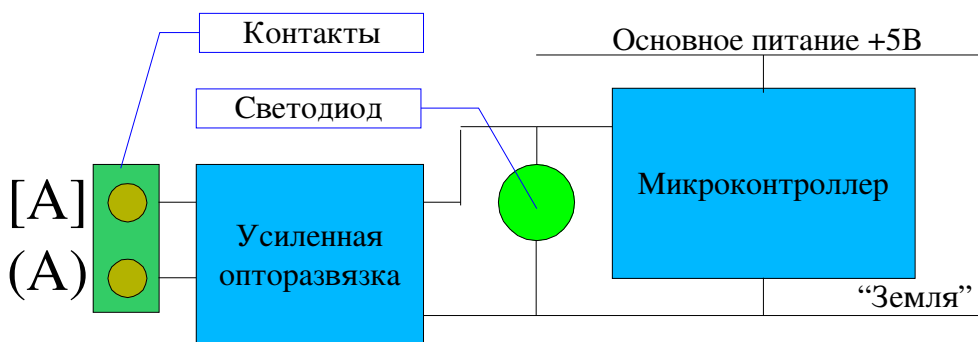 Контакты
Основное питание +5В
Светодиод
Микроконтроллер
[А]
(А)
Усиленная
опторазвязка
“Земля”